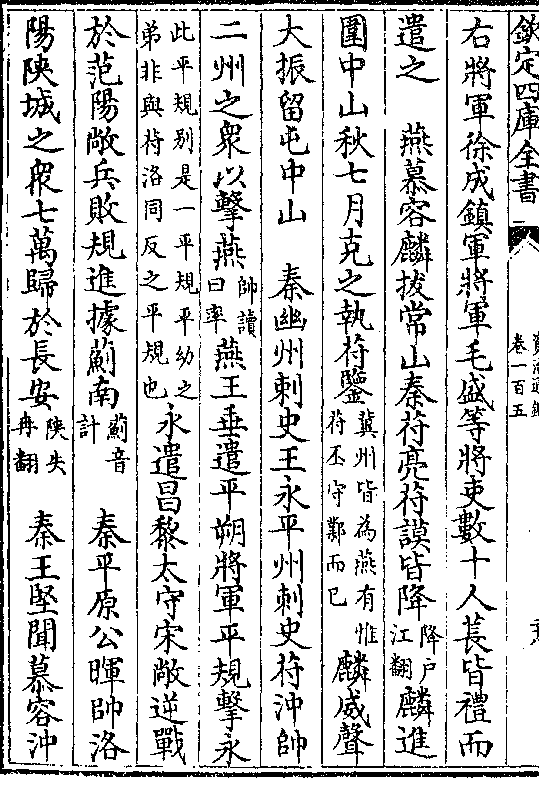 欽定四庫全書
卷一百五
右將軍徐成鎮軍將軍毛盛等將吏數十人萇皆禮而
遣之　燕慕容麟拔常山秦苻亮苻謨皆降降戶江翻麟進
圍中山秋七月克之執苻鑒冀州皆為燕有惟苻丕守鄴而已麟威聲
大振留屯中山　秦幽州刺史王永平州刺史苻沖帥
二州之衆以擊燕帥讀曰率燕王垂遣平朔將軍平規擊永
此平規别是一平規平幼之弟非與苻洛同反之平規也永遣昌黎太守宋敞逆戰
於范陽敞兵敗規進據薊南薊音計　秦平原公暉帥洛
陽陜城之衆七萬歸於長安陜失冉翻　秦王堅聞慕容沖